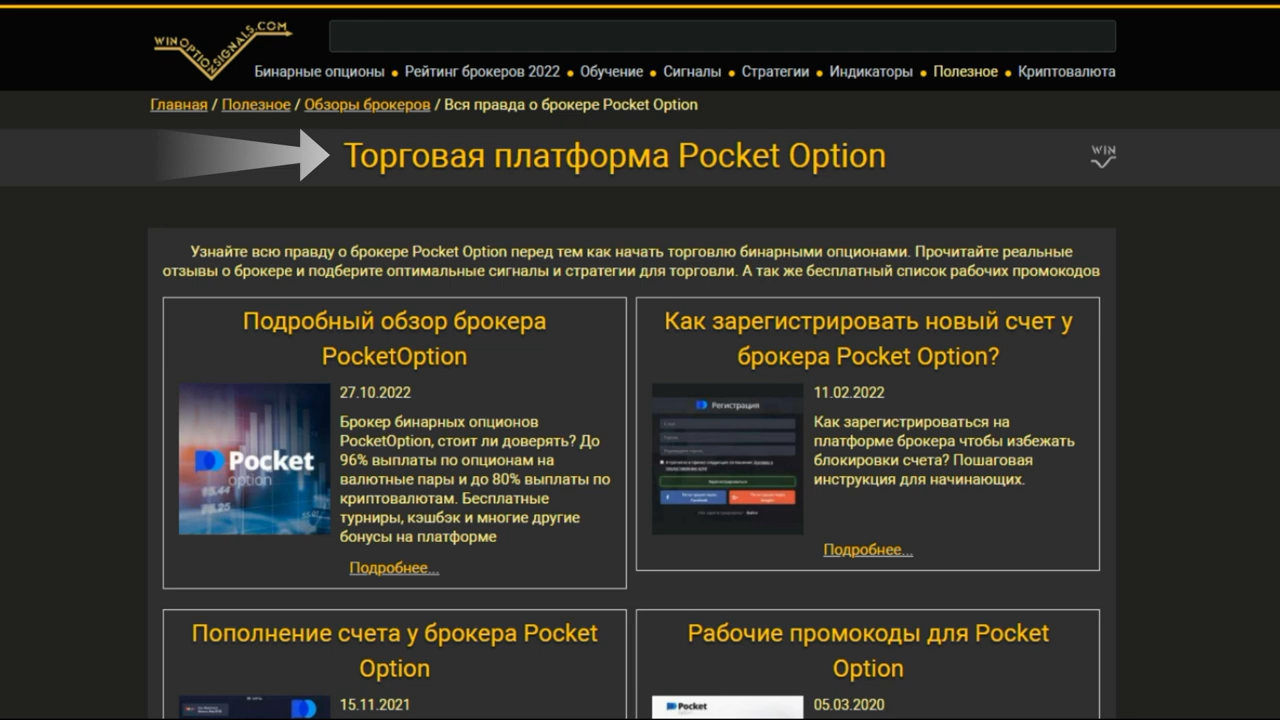 WINOPTIONSIGNALS.COM
Бинарные опционы • Рейтинг брокеров 2022 • Обучение • Сигналы • Стратегии • Индикаторы • Полезное • Криптовалюта
Главная / Полезное / Обзоры брокеров / Вся правда о брокере Pocket Option
Торговая платформа Pocket Option
WIN
Узнайте всю правду о брокере Pocket Option перед тем как начать торговлю бинарными опционами. Прочитайте реальные
отзывы о брокере и подберите оптимальные сигналы и стратегии для торговли. А так же бесплатный список рабочих промокодов
Подробный обзор брокера
PocketOption
Pocket
option
27.10.2022
Брокер бинарных опционов
PocketOption, стоит ли доверять? До
96% выплаты по опционам на
валютные пары и до 80% выплаты по
криптовалютам. Бесплатные
турниры, кэшбэк и многие другие
бонусы на платформе
Подробнее...
Как зарегистрировать новый счет у
брокера Pocket Option?
Регистрация
11.02.2022
Как зарегистрироваться на
платформе брокера чтобы избежать
блокировки счета? Пошаговая
инструкция для начинающих.
Подробнее...
Пополнение счета у брокера Pocket
Option
15.11.2021
Рабочие промокоды для Pocket
Option
Pocket
05.03.2020